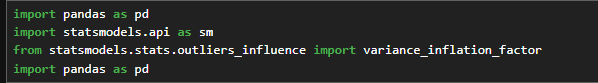 import pandas as pd
import statsmodels.api as sm
from statsmodels.stats.outliers_influence import variance_inflation_factor
import pandas as pd